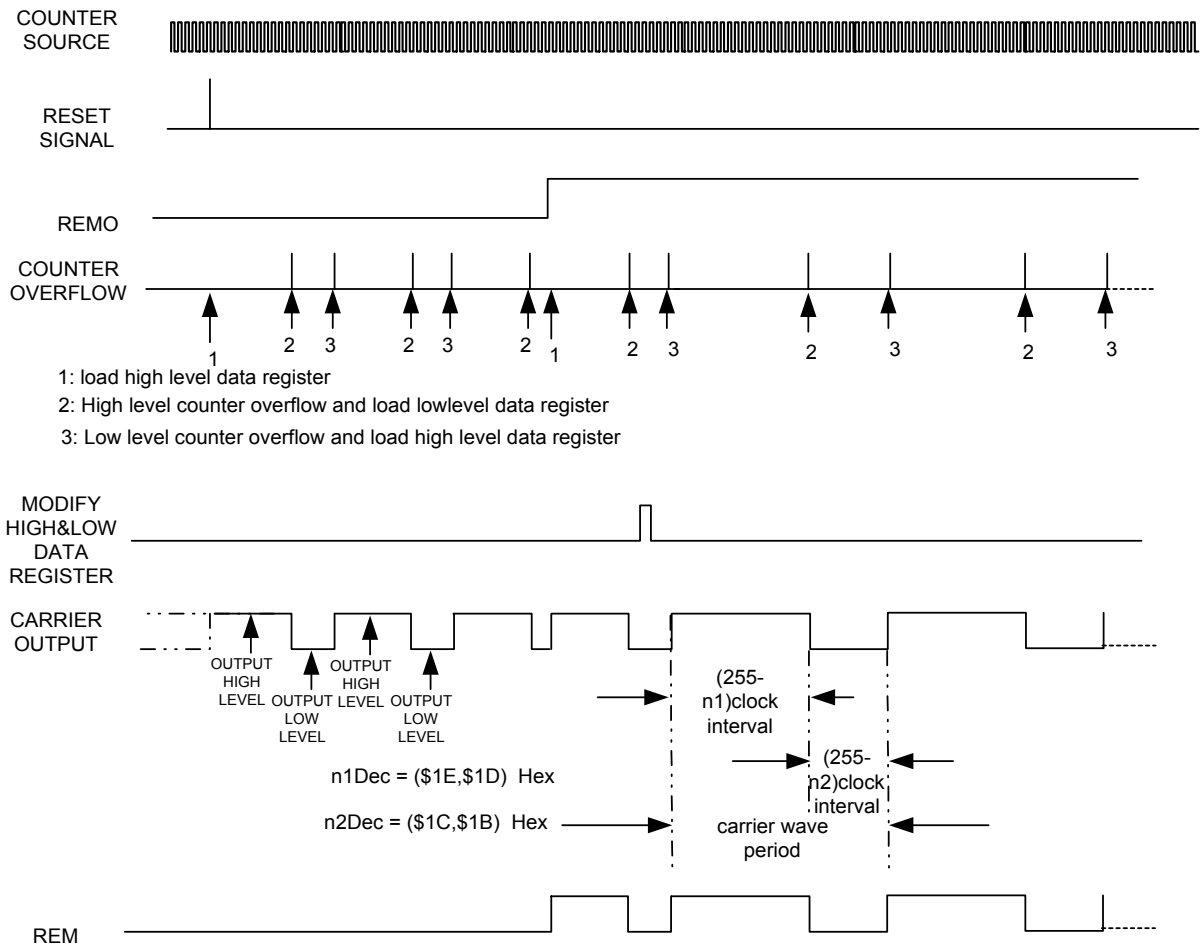 COUNTER
SOURCE
RESET
SIGNAL
REMO
COUNTER
OVERFLOW
1 2 3 2 3 2 1 2 3 2 3 2 3
1: load high level data register
2: High level counter overflow and load lowlevel data register
3: Low level counter overflow and load high level data register
MODIFY
HIGH&LOW
DATA
REGISTER
CARRIER
OUTPUT
OUTPUT
HIGH
LEVEL
OUTPUT
LOW
LEVEL
OUTPUT
HIGH
LEVEL
OUTPUT
LOW
LEVEL
(255-
n1)clock
interval
(255-
n2)clock
interval
n1Dec = ($1E,$1D) Hex
n2Dec = ($1C,$1B) Hex
carrier wave
period
REM